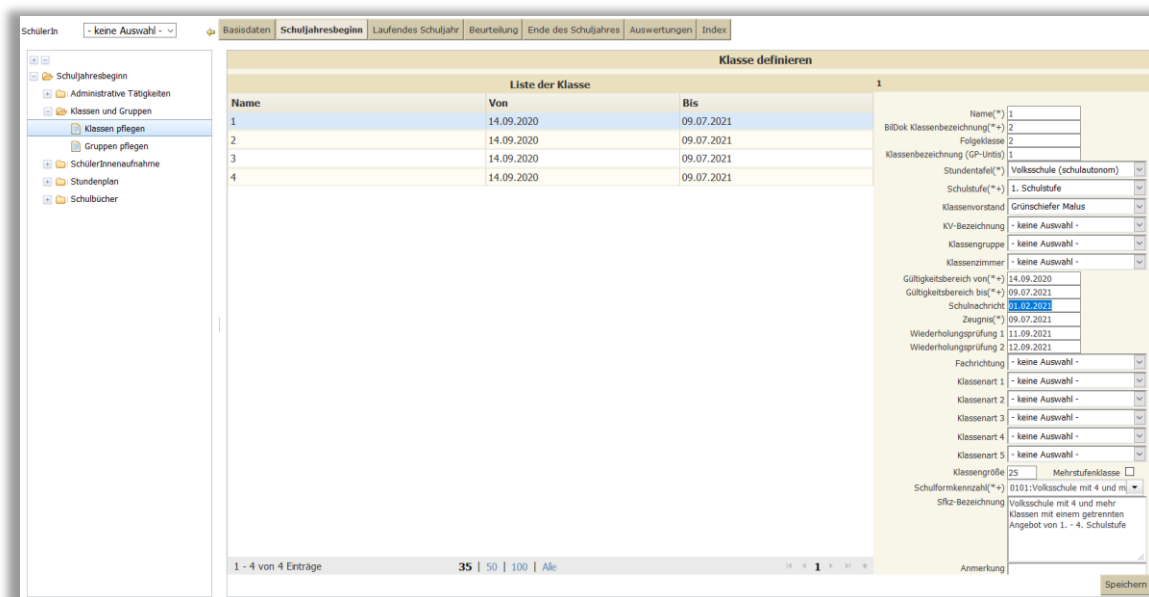 SchülerIn - keine Auswahl - Basisdaten Schuljahresbeginn Laufendes Schuljahr Beurteilung Ende des Schuljahres Auswertungen Index
Schuljahresbeginn
Administrative Tätigkeiten
Klassen und Gruppen
Klassen pflegen
Gruppen pflegen
SchülerInnenaufnahme
Stundenplan
Schulbücher
Klasse definieren
Liste der Klasse
Name Von Bis
1 14.09.2020 09.07.2021
2 14.09.2020 09.07.2021
3 14.09.2020 09.07.2021
4 14.09.2020 09.07.2021
1 - 4 von 4 Einträge 35 | 50 | 100 | Alle 1
1
Name(*) 1
BilDok Klassenbezeichnung(*+) 2
Folgeklasse 2
Klassenbezeichnung (GP-Untis) 1
Stundentafel(*) Volksschule (schulautonom)
Schulstufe(*+) 1. Schulstufe
Klassenvorstand Grünschiefer Malus
KV-Bezeichnung - keine Auswahl -
Klassengruppe - keine Auswahl -
Klassenzimmer - keine Auswahl -
Gültigkeitsbereich von(*+) 14.09.2020
Gültigkeitsbereich bis(*+) 09.07.2021
Schulnachricht 01.02.2021
Zeugnis(*) 09.07.2021
Wiederholungsprüfung 1 11.09.2021
Wiederholungsprüfung 2 12.09.2021
Fachrichtung - keine Auswahl -
Klassenart 1 - keine Auswahl -
Klassenart 2 - keine Auswahl -
Klassenart 3 - keine Auswahl -
Klassenart 4 - keine Auswahl -
Klassenart 5 - keine Auswahl -
Klassengröße 25 Mehrstufenklasse
Schulformkennzahl(*+) 0101:Volksschule mit 4 und m
Sfkz-Bezeichnung Volksschule mit 4 und mehr
Klassen mit einem getrennten
Angebot von 1. - 4. Schulstufe
Anmerkung
Speichern